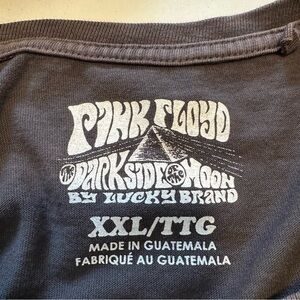 PINK FLOYD
THE DARK SIDE OF THE MOON
BY LUCKY BRAND
XXL/TTG
MADE IN GUATEMALA
FABRIQUÉ AU GUATEMALA